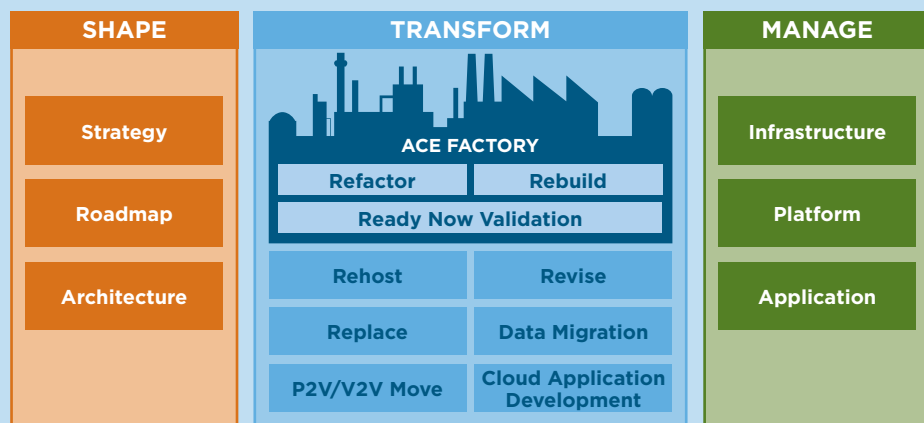 SHAPE
Strategy
Roadmap
Architecture
TRANSFORM
ACE FACTORY
Refactor
Rebuild
Ready Now Validation
Rehost
Revise
Replace
Data Migration
P2V/V2V Move
Cloud Application
Development
MANAGE
Infrastructure
Platform
Application